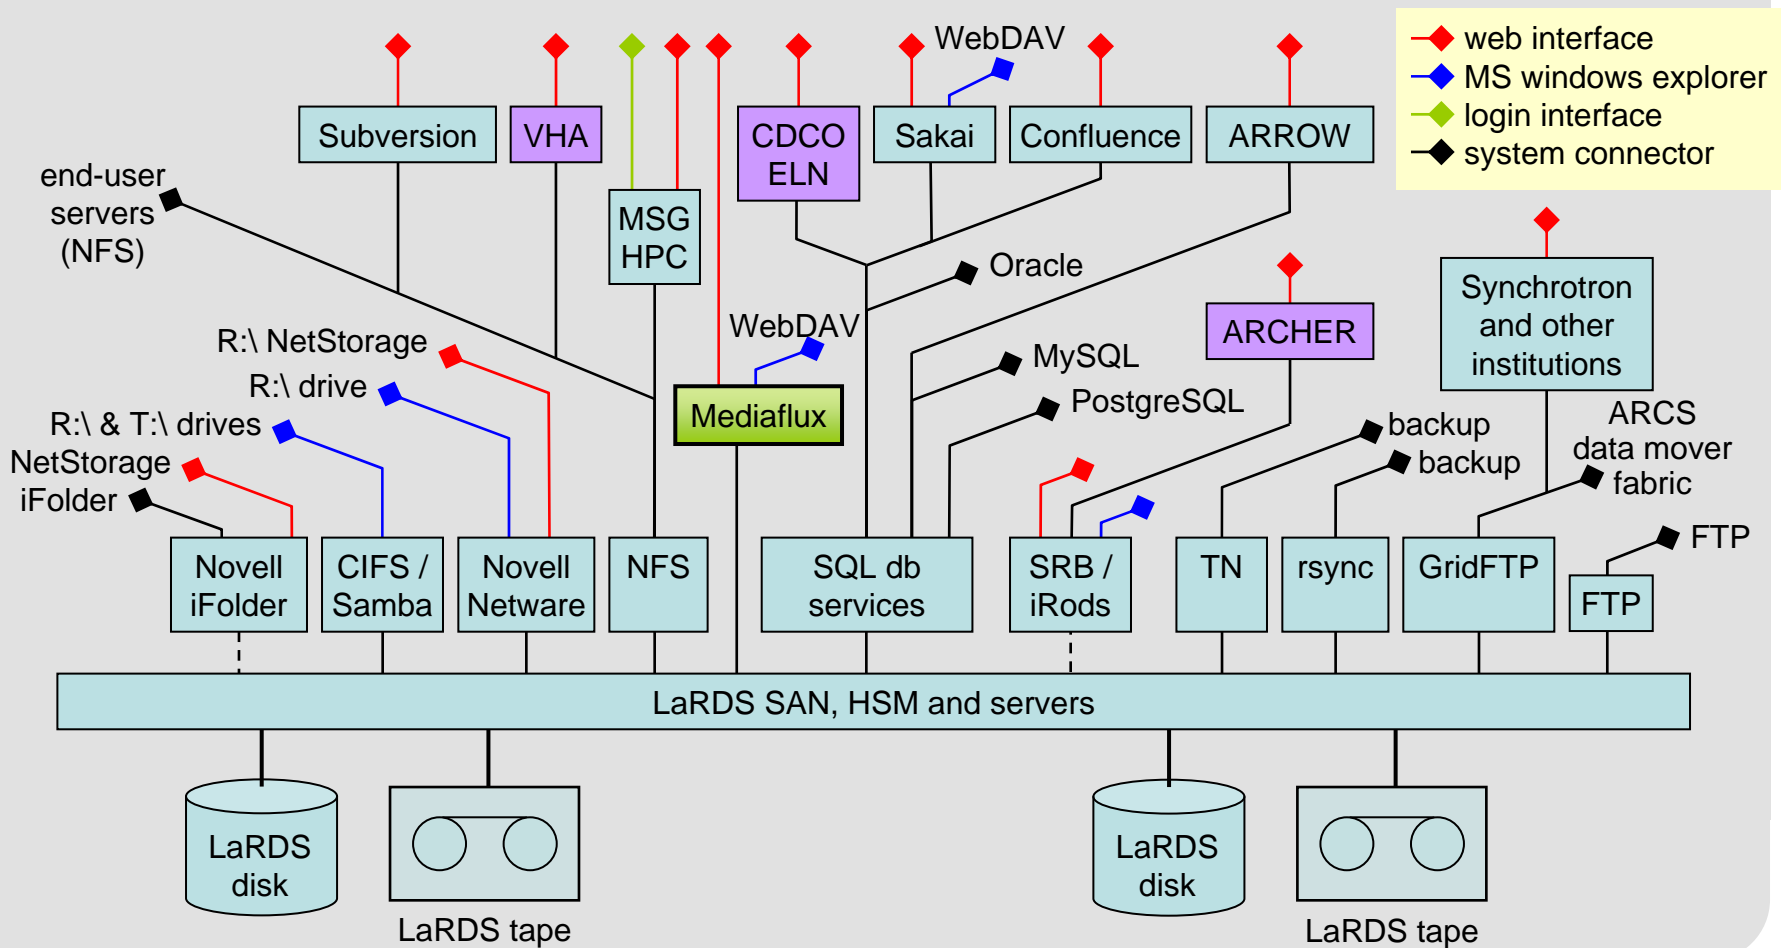 WebDAV
web interface
MS windows explorer
login interface
system connector
Subversion
VHA
CDCO
ELN
Sakai
Confluence
ARROW
end-user
servers
(NFS)
MSG
HPC
Oracle
Synchrotron
and other
institutions
ARCHER
WebDAV
R:\ NetStorage
MySQL
R:\ drive
PostgreSQL
Mediaflux
R:\ & T:\ drives
NetStorage
iFolder
backup
backup
ARCS
data mover
fabric
FTP
Novell
iFolder
CIFS /
Samba
Novell
Netware
NFS
SQL db
services
SRB /
iRods
TN
rsync
GridFTP
FTP
LaRDS SAN, HSM and servers
LaRDS
disk
LaRDS tape
LaRDS
disk
LaRDS tape